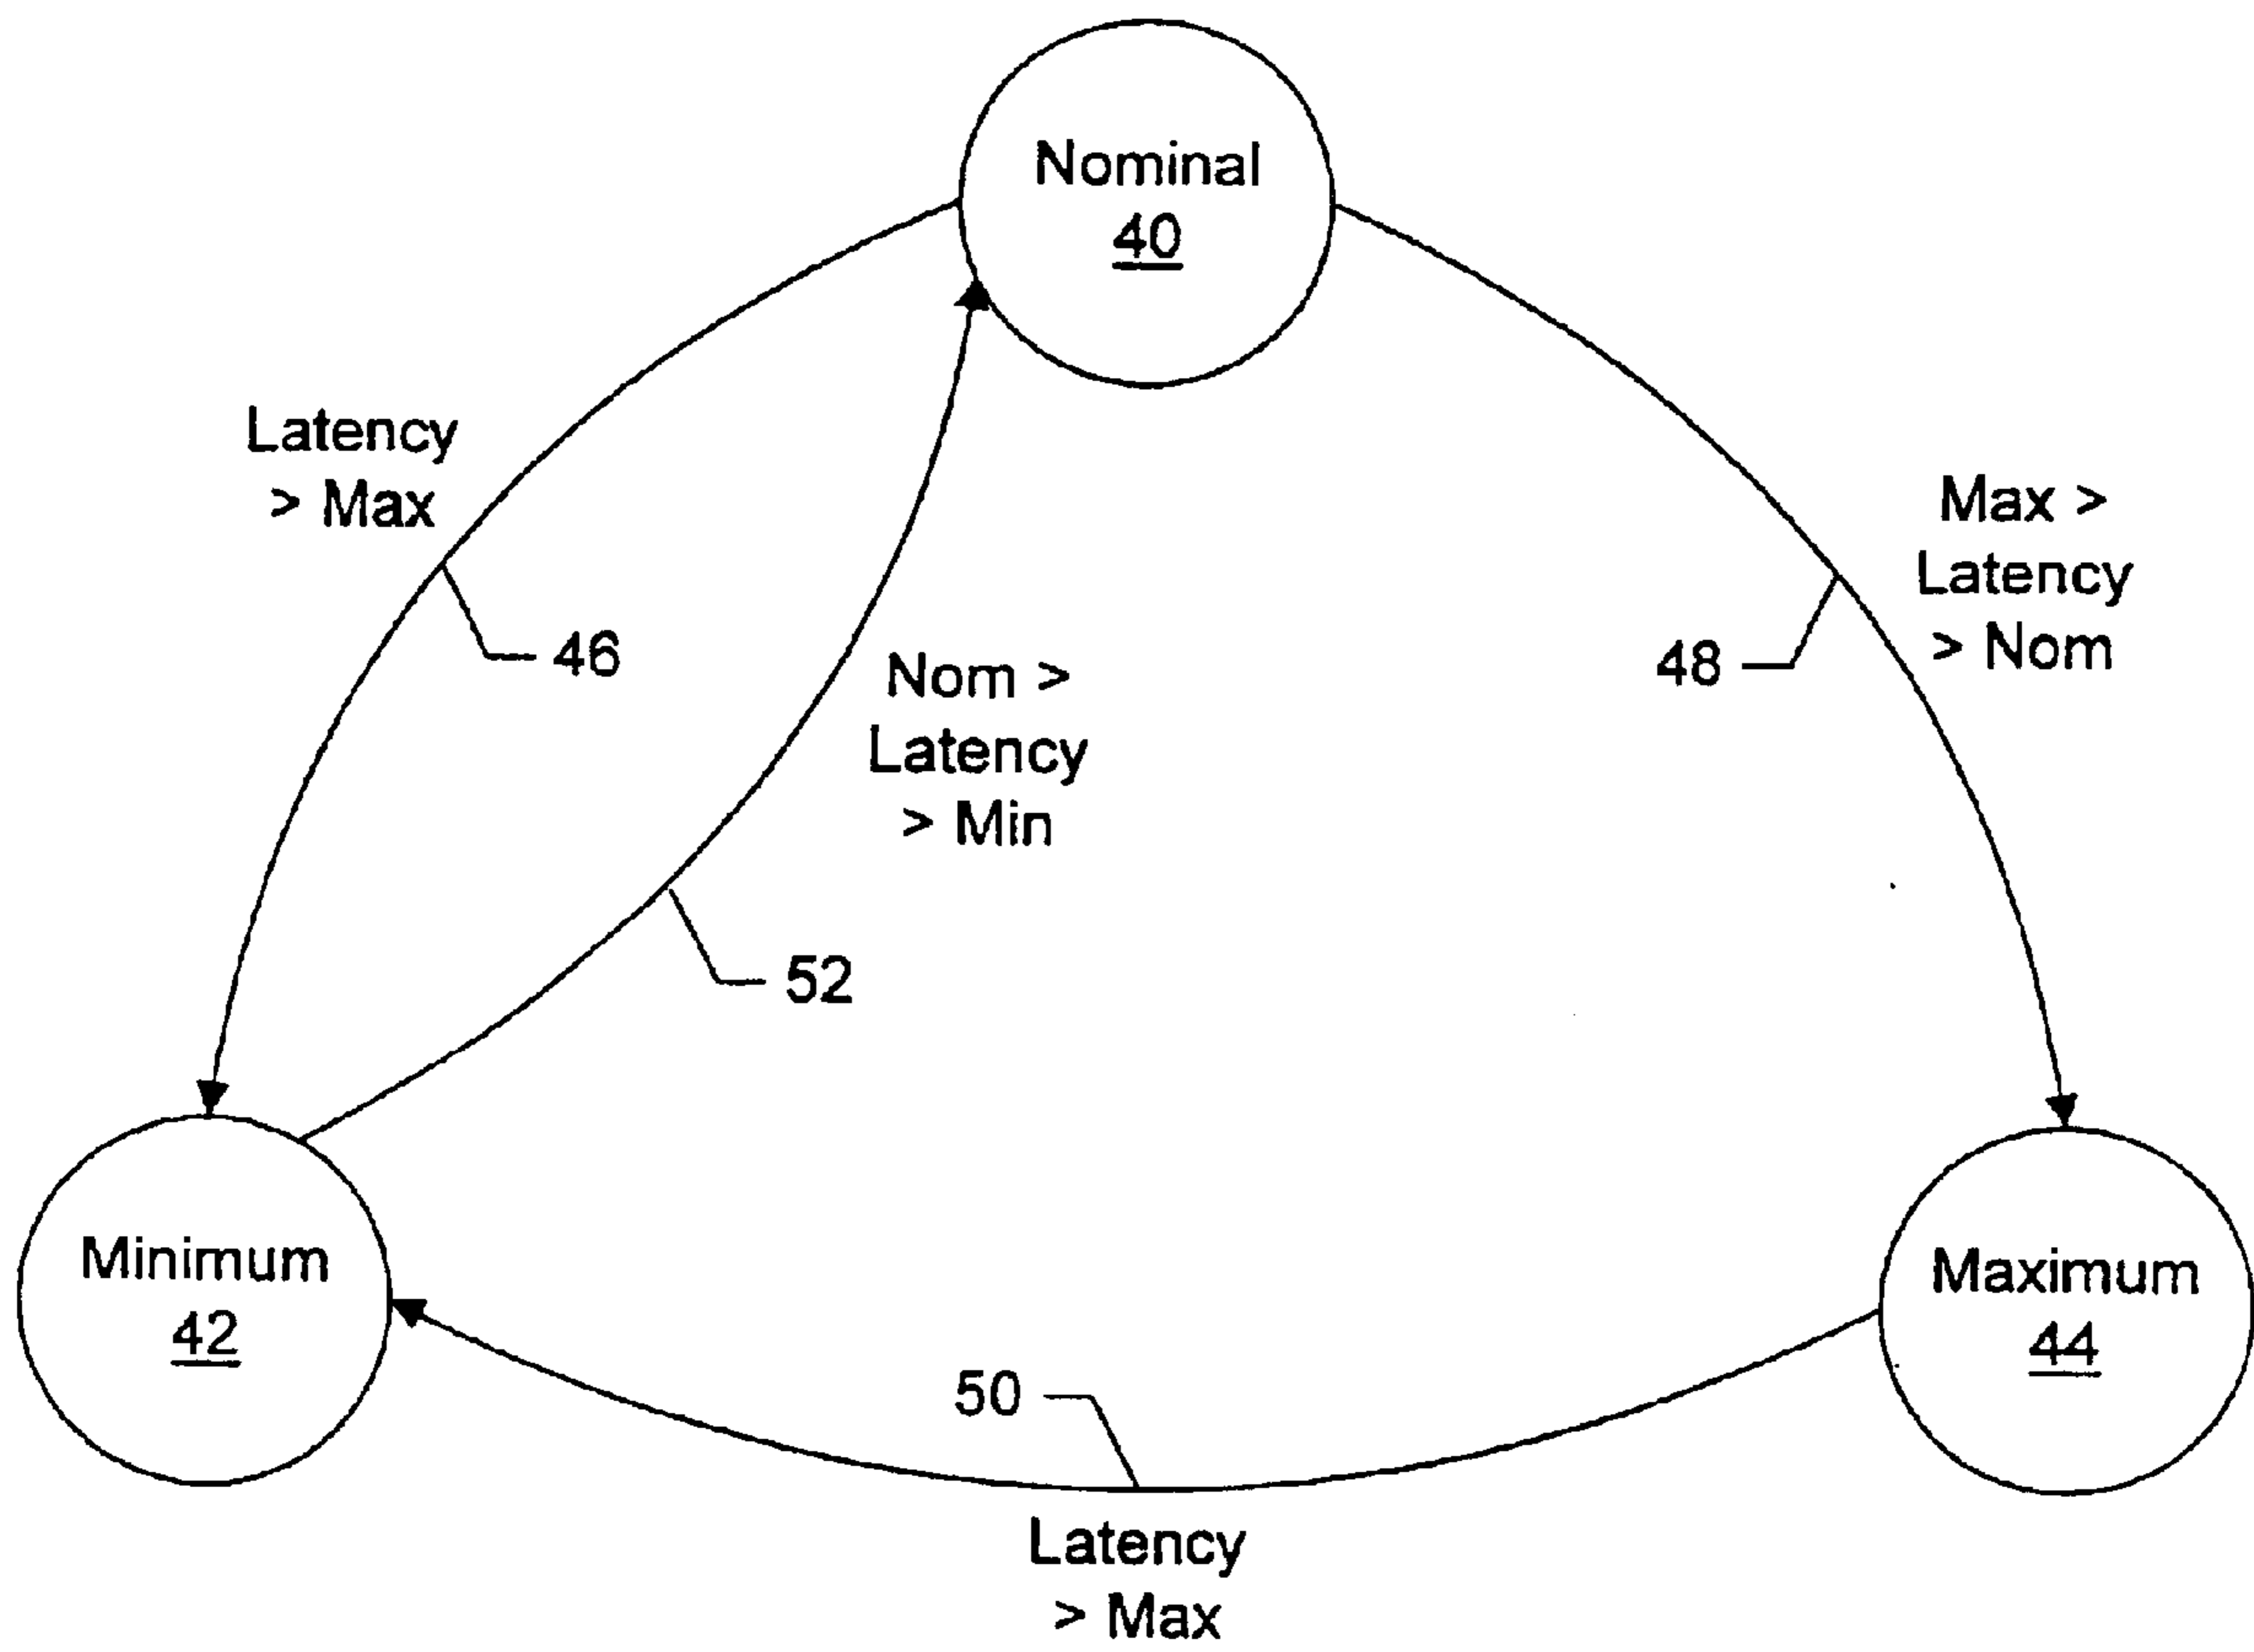 Nominal
40
Latency
> Max
46
Max >
Latency
> Nom
48
Nom >
Latency
> Min
52
Minimum
42
Maximum
44
50
Latency
> Max